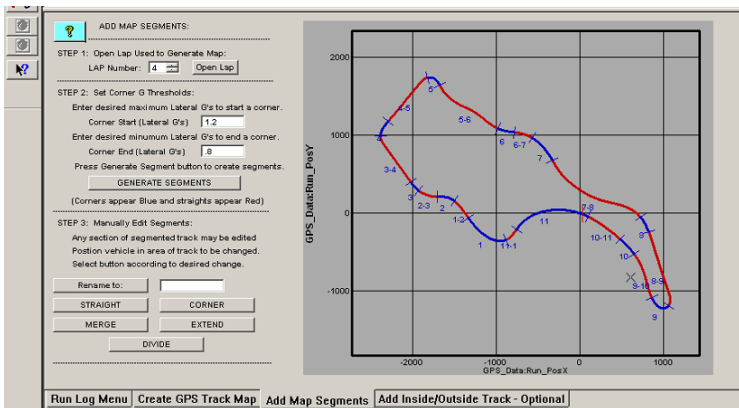 ADD MAP SEGMENTS:
STEP 1: Open Lap Used to Generate Map:
LAP Number: 4 Open Lap
STEP 2: Set Corner G Thresholds:
Enter desired maximum Lateral G's to start a corner.
Corner Start (Lateral G's) 1.2
Enter desired minumum Lateral G's to end a corner.
Corner End (Lateral G's) .8
Press Generate Segment button to create segments.
GENERATE SEGMENTS
(Corners appear Blue and straights appear Red)
STEP 3: Manually Edit Segments:
Any section of segmented track may be edited
Postion vehicle in area of track to be changed.
Select button according to desired change.
Rename to:
STRAIGHT CORNER
MERGE EXTEND
DIVIDE
GPS_Data:Run_PosY
2000
1000
0
-1000
5
4-5
5-6
4
6
6-7
7
3-4
3
2-3
2
1-2
1
11-1
11
7-8
10-11
8
10
9-10
8-9
9
-2000 -1000 0 1000
GPS_Data:Run_PosX
Run Log Menu Create GPS Track Map Add Map Segments Add Inside/Outside Track - Optional